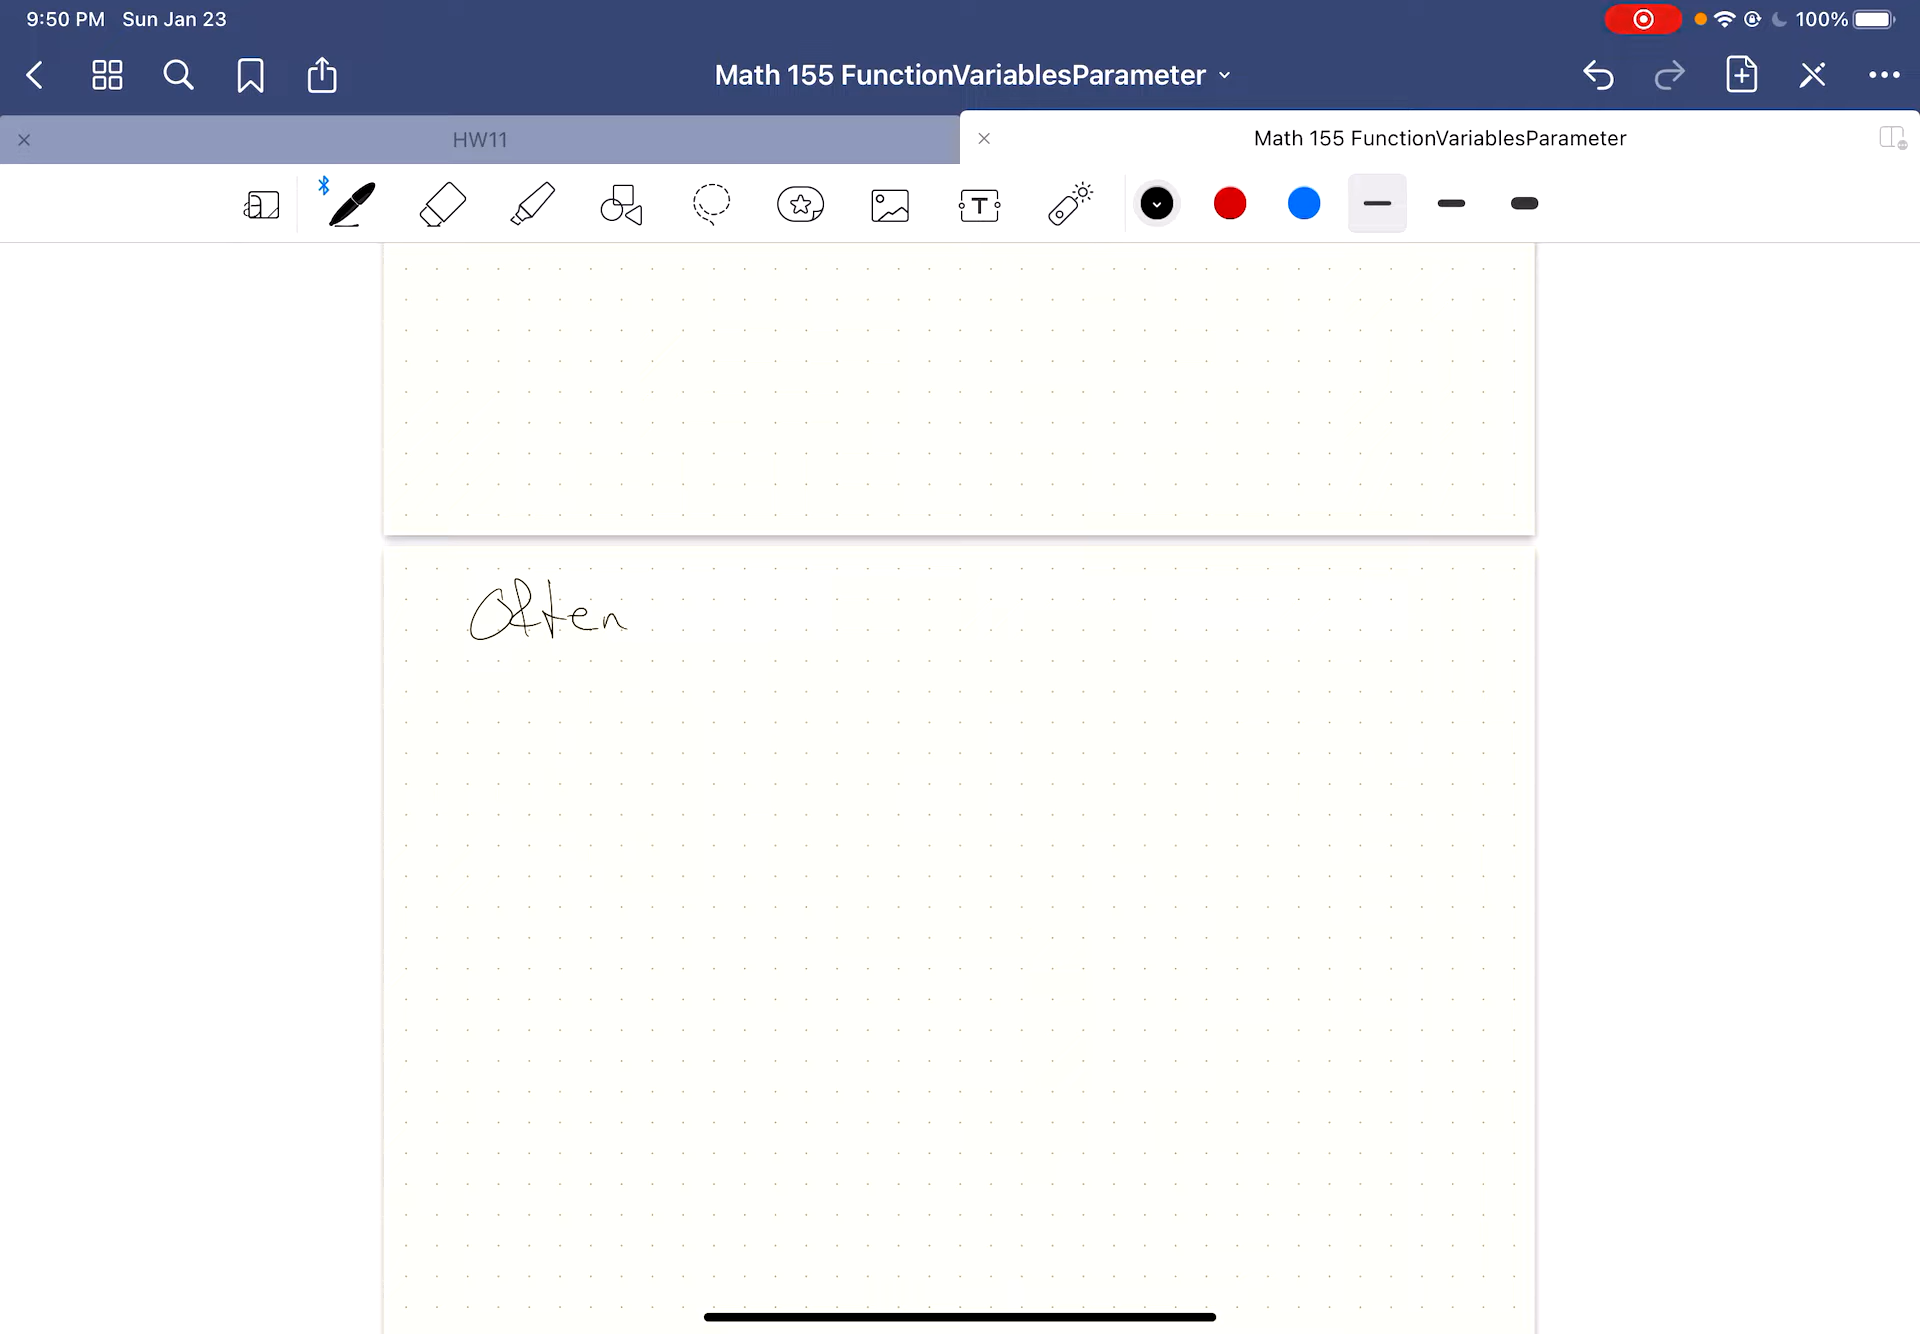 9:50 PM Sun Jan 23
100%
Math 155 FunctionVariablesParameter
HW11
Math 155 FunctionVariablesParameter
a
T
Often